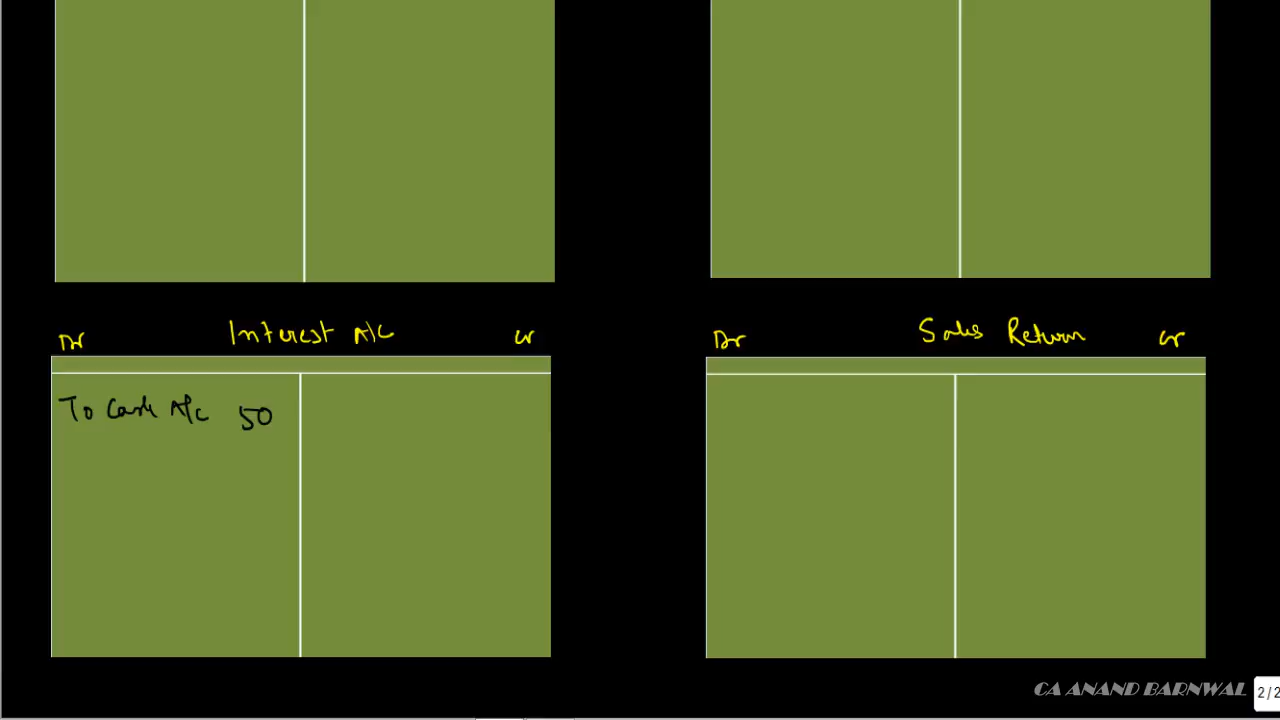 Dr Interest A/C Cr
To Cash A/c 50
Dr Sales Return Cr
CA ANAND BARNWAL
2/2